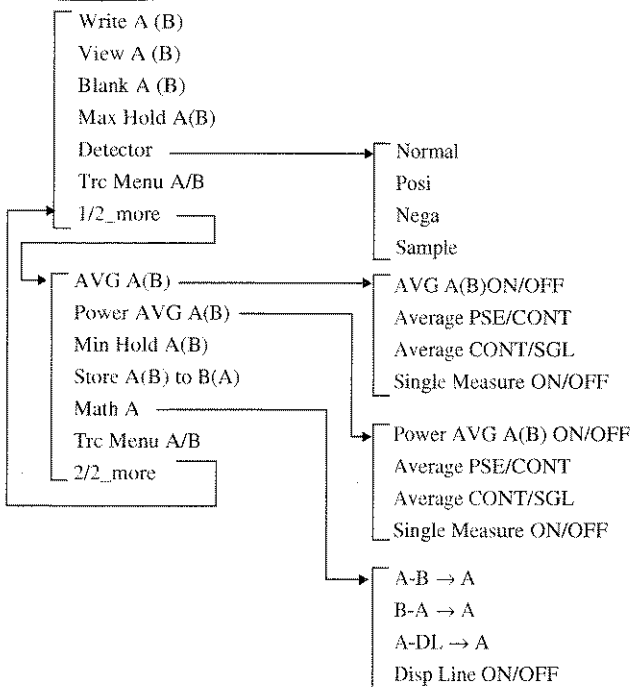 Write A (B)
View A (B)
Blank A (B)
Max Hold A(B)
Detector
Trc Menu A/B
1/2_more
Normal
Posi
Nega
Sample
AVG A(B)
Power AVG A(B)
Min Hold A(B)
Store A(B) to B(A)
Math A
Trc Menu A/B
2/2_more
AVG A(B)ON/OFF
Average PSE/CONT
Average CONT/SGL
Single Measure ON/OFF
Power AVG A(B) ON/OFF
Average PSE/CONT
Average CONT/SGL
Single Measure ON/OFF
A-B → A
B-A → A
A-DL → A
Disp Line ON/OFF